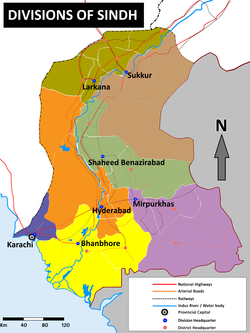 DIVISIONS OF SINDH
Sukkur
Larkana
Shaheed Benazirabad
N
Mirpurkhas
Hyderabad
Karachi
Bhanbhore
National Highways
Arterial Roads
Railways
Indus River / Water body
Provincial Capital
Division Headquarter
District Headquarter
Km 0 40 80 120